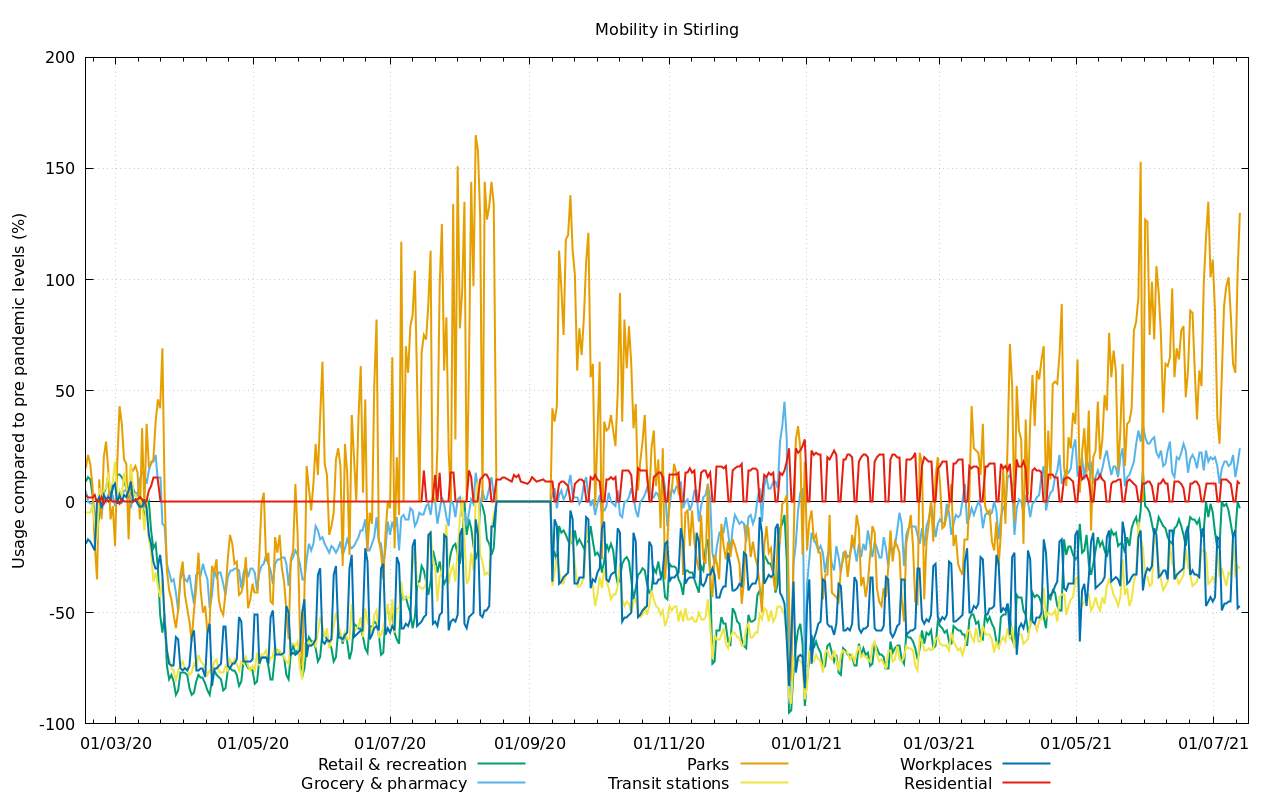 Mobility in Stirling
Usage compared to pre pandemic levels (%)
200
150
100
50
0
-50
-100
01/03/20 01/05/20 01/07/20 01/09/20 01/11/20 01/01/21 01/03/21 01/05/21 01/07/21
Retail & recreation Parks Workplaces
Grocery & pharmacy Transit stations Residential